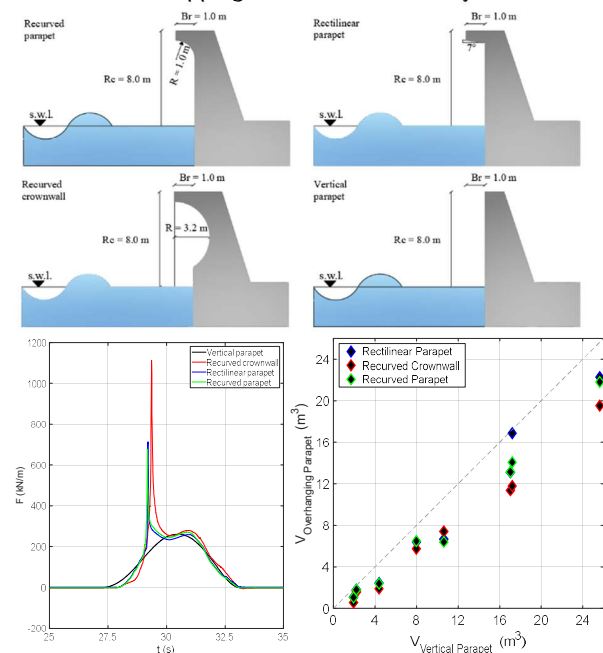 Recurved
parapet
Br = 1.0 m
R = 1.0 m
Rc = 8.0 m
s.w.l.
Rectilinear
parapet
Br = 1.0 m
7°
Rc = 8.0 m
s.w.l.
Recurved
crownwall
Br = 1.0 m
R = 3.2 m
Rc = 8.0 m
s.w.l.
Vertical
parapet
Br = 1.0 m
Rc = 8.0 m
s.w.l.
1200
1000
800
600
400
200
0
-200
F (kN/m)
Vertical parapet
Recurved crownwall
Rectilinear parapet
Recurved parapet
25 30 35
t (s)
24
20
16
12
8
4
0
V Overhanging Parapet (m³)
Rectilinear Parapet
Recurved Crownwall
Recurved Parapet
0 4 8 12 16 20 24
V Vertical Parapet (m³)